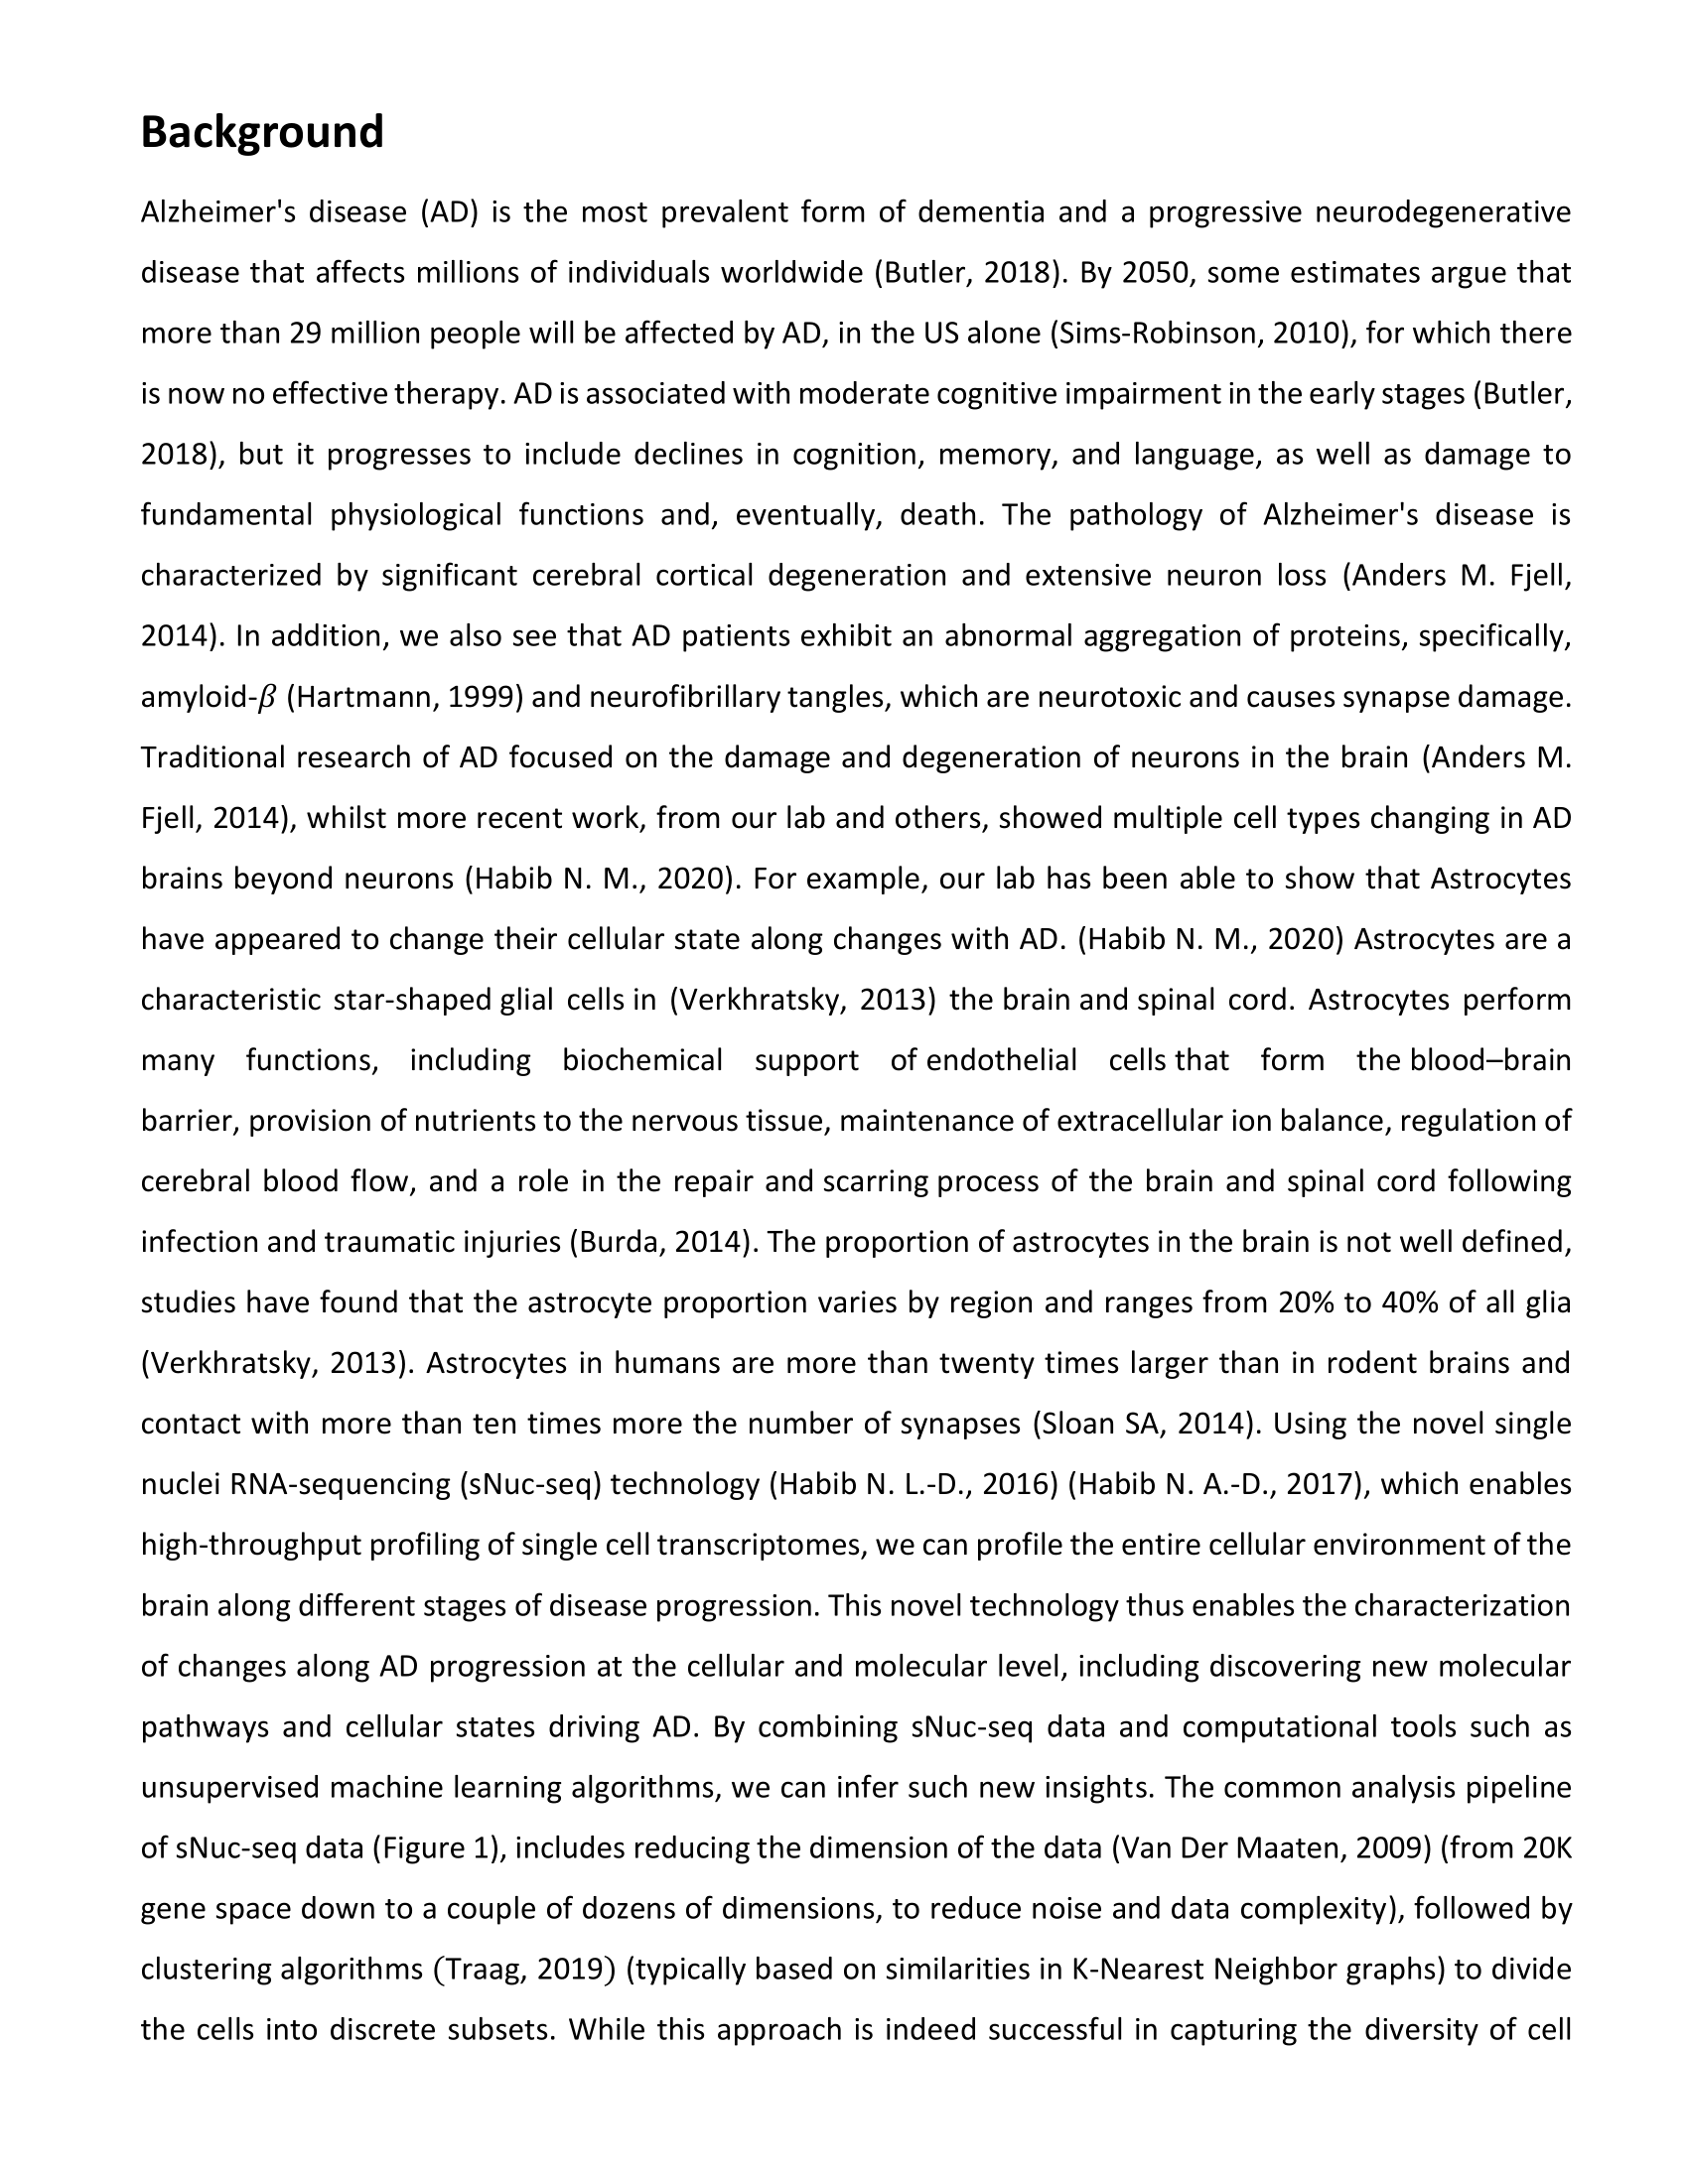 Background
Alzheimer's disease (AD) is the most prevalent form of dementia and a progressive neurodegenerative
disease that affects millions of individuals worldwide (Butler, 2018). By 2050, some estimates argue that
more than 29 million people will be affected by AD, in the US alone (Sims-Robinson, 2010), for which there
is now no effective therapy. AD is associated with moderate cognitive impairment in the early stages (Butler,
2018), but it progresses to include declines in cognition, memory, and language, as well as damage to
fundamental physiological functions and, eventually, death. The pathology of Alzheimer's disease is
characterized by significant cerebral cortical degeneration and extensive neuron loss (Anders M. Fjell,
2014). In addition, we also see that AD patients exhibit an abnormal aggregation of proteins, specifically,
amyloid-β (Hartmann, 1999) and neurofibrillary tangles, which are neurotoxic and causes synapse damage.
Traditional research of AD focused on the damage and degeneration of neurons in the brain (Anders M.
Fjell, 2014), whilst more recent work, from our lab and others, showed multiple cell types changing in AD
brains beyond neurons (Habib N. M., 2020). For example, our lab has been able to show that Astrocytes
have appeared to change their cellular state along changes with AD. (Habib N. M., 2020) Astrocytes are a
characteristic star-shaped glial cells in (Verkhratsky, 2013) the brain and spinal cord. Astrocytes perform
many functions, including biochemical support of endothelial cells that form the blood–brain
barrier, provision of nutrients to the nervous tissue, maintenance of extracellular ion balance, regulation of
cerebral blood flow, and a role in the repair and scarring process of the brain and spinal cord following
infection and traumatic injuries (Burda, 2014). The proportion of astrocytes in the brain is not well defined,
studies have found that the astrocyte proportion varies by region and ranges from 20% to 40% of all glia
(Verkhratsky, 2013). Astrocytes in humans are more than twenty times larger than in rodent brains and
contact with more than ten times more the number of synapses (Sloan SA, 2014). Using the novel single
nuclei RNA-sequencing (sNuc-seq) technology (Habib N. L.-D., 2016) (Habib N. A.-D., 2017), which enables
high-throughput profiling of single cell transcriptomes, we can profile the entire cellular environment of the
brain along different stages of disease progression. This novel technology thus enables the characterization
of changes along AD progression at the cellular and molecular level, including discovering new molecular
pathways and cellular states driving AD. By combining sNuc-seq data and computational tools such as
unsupervised machine learning algorithms, we can infer such new insights. The common analysis pipeline
of sNuc-seq data (Figure 1), includes reducing the dimension of the data (Van Der Maaten, 2009) (from 20K
gene space down to a couple of dozens of dimensions, to reduce noise and data complexity), followed by
clustering algorithms (Traag, 2019) (typically based on similarities in K-Nearest Neighbor graphs) to divide
the cells into discrete subsets. While this approach is indeed successful in capturing the diversity of cell